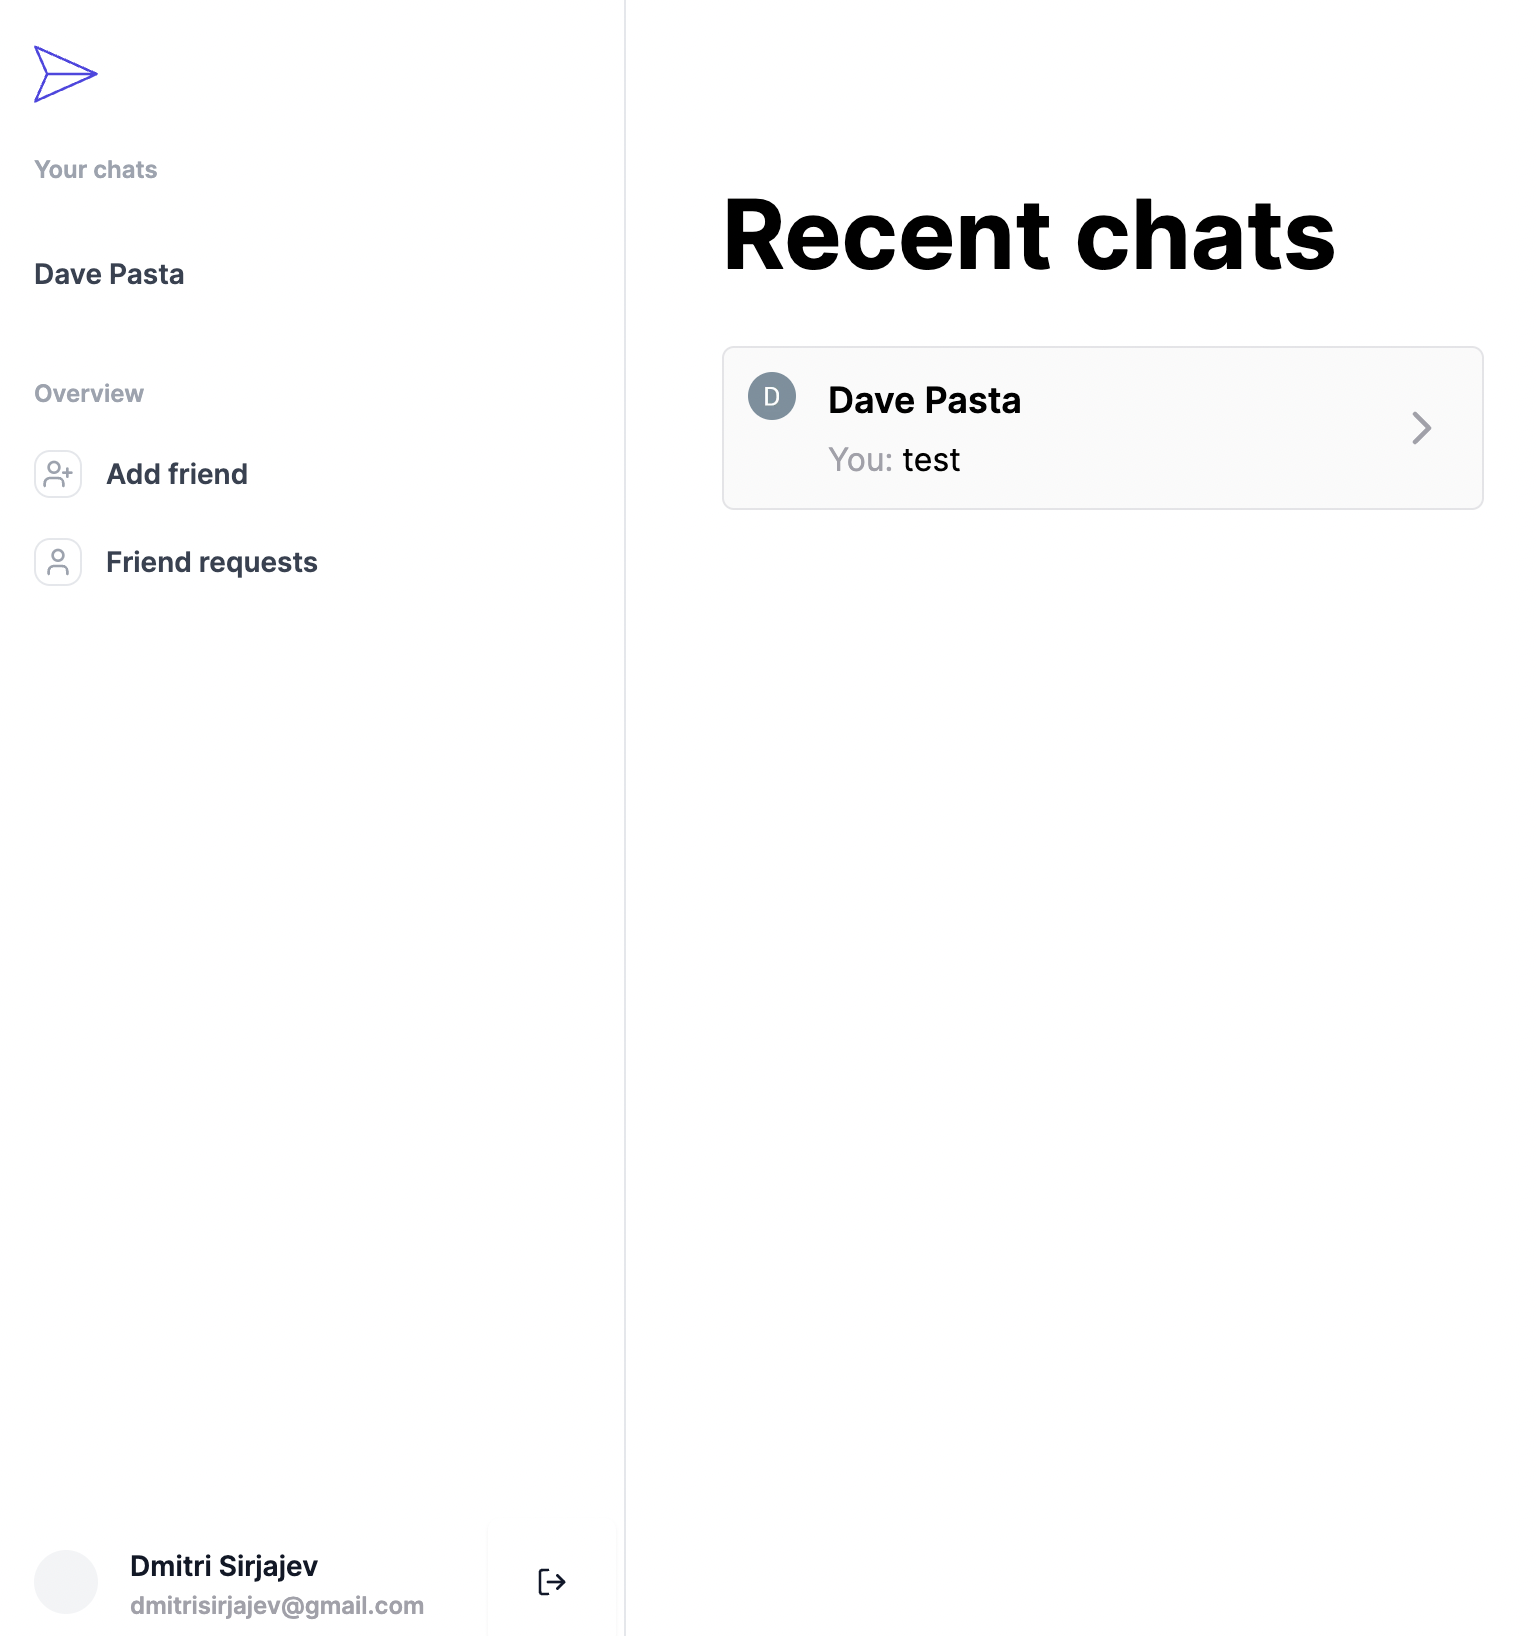 Your chats
Dave Pasta
Overview
Add friend
Friend requests
Dmitri Sirjajev
dmitrisirjajev@gmail.com
Recent chats
D
Dave Pasta
You: test